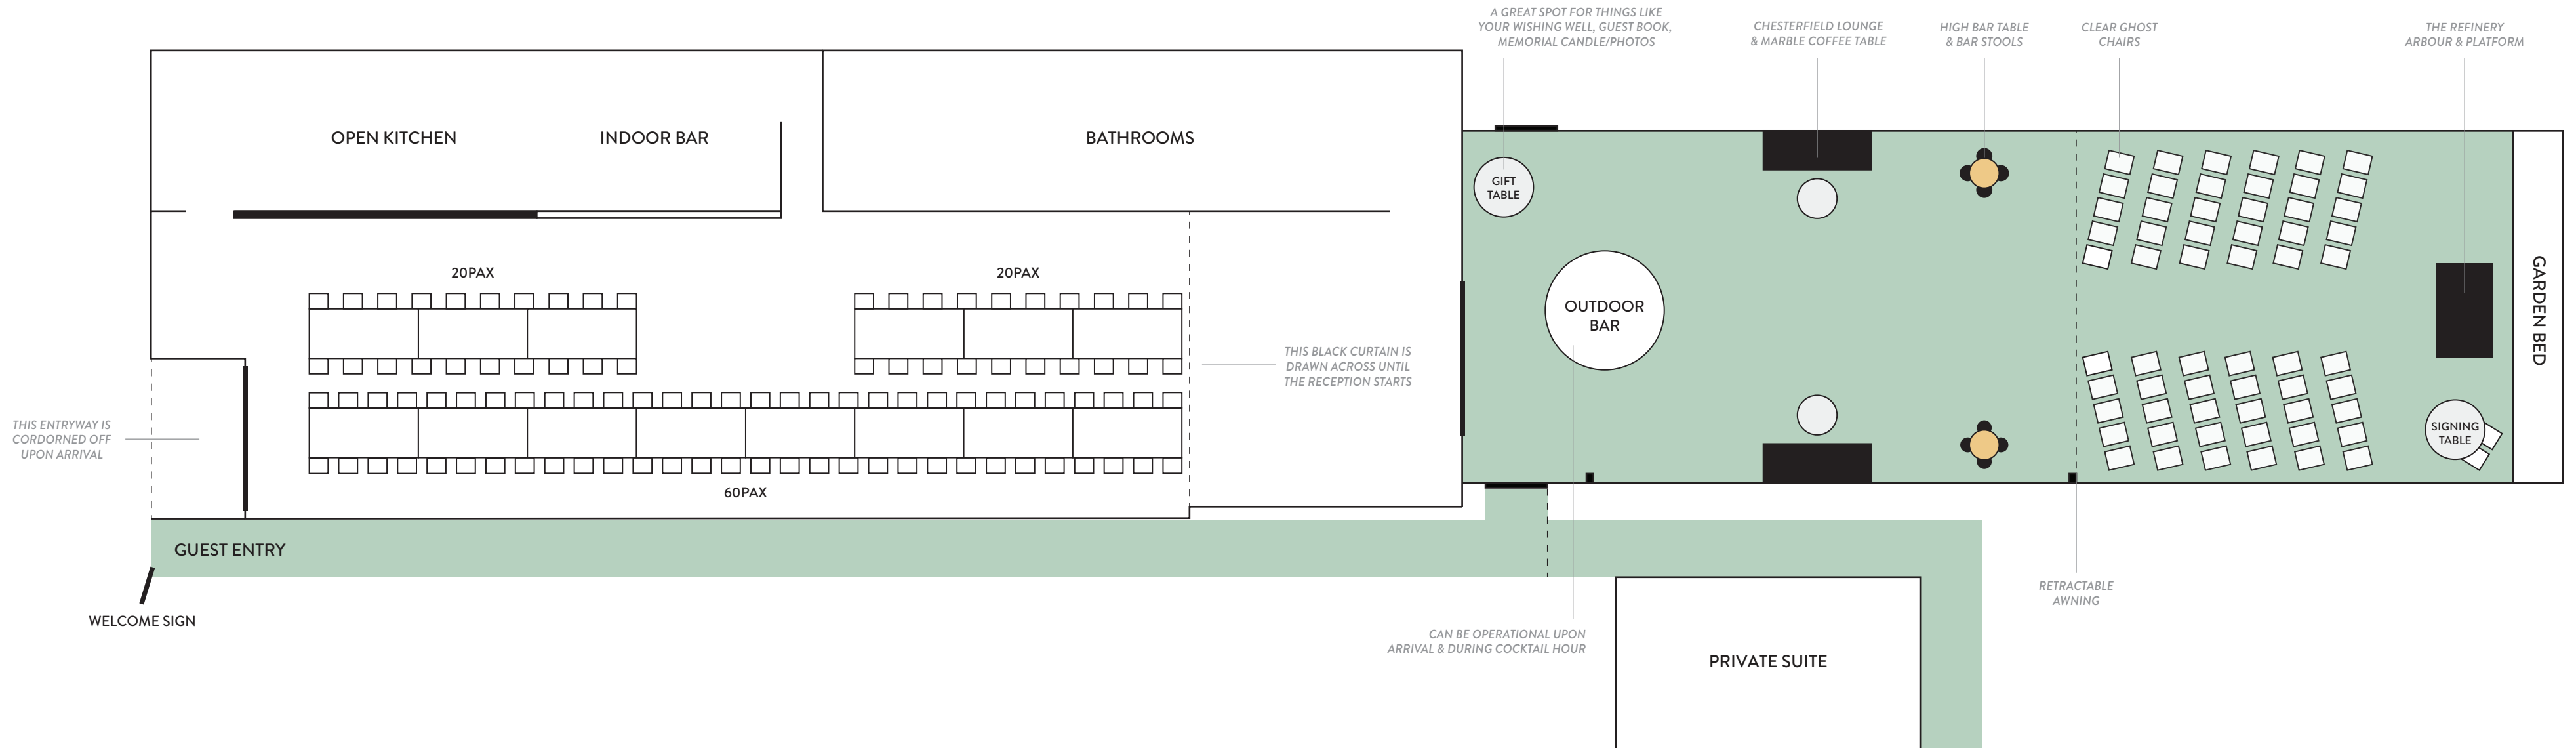 A GREAT SPOT FOR THINGS LIKE
YOUR WISHING WELL, GUEST BOOK,
MEMORIAL CANDLE/PHOTOS
CHESTERFIELD LOUNGE
& MARBLE COFFEE TABLE
HIGH BAR TABLE
& BAR STOOLS
CLEAR GHOST
CHAIRS
THE REFINERY
ARBOUR & PLATFORM
OPEN KITCHEN
INDOOR BAR
BATHROOMS
GIFT
TABLE
20PAX
20PAX
OUTDOOR
BAR
GARDEN BED
THIS BLACK CURTAIN IS
DRAWN ACROSS UNTIL
THE RECEPTION STARTS
THIS ENTRYWAY IS
CORDORNED OFF
UPON ARRIVAL
SIGNING
TABLE
60PAX
GUEST ENTRY
WELCOME SIGN
RETRACTABLE
AWNING
CAN BE OPERATIONAL UPON
ARRIVAL & DURING COCKTAIL HOUR
PRIVATE SUITE